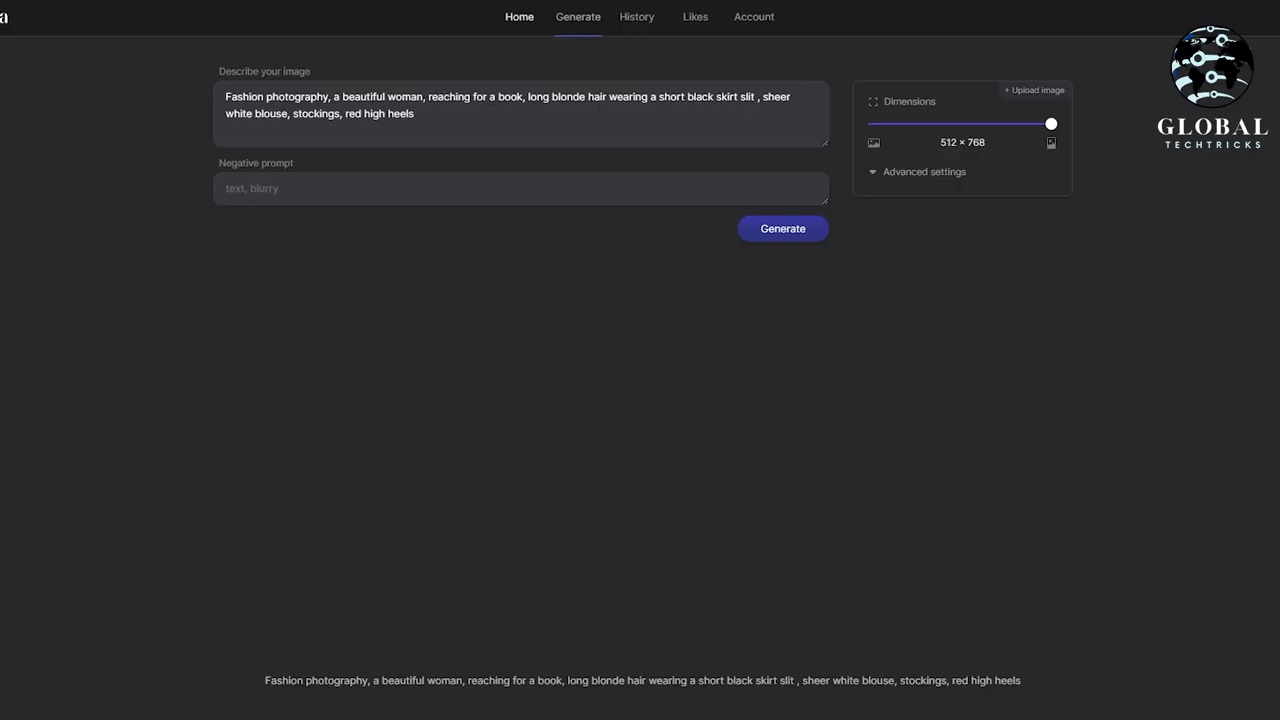 a
Home Generate History Likes Account
Describe your image
Fashion photography, a beautiful woman, reaching for a book, long blonde hair wearing a short black skirt slit , sheer
white blouse, stockings, red high heels
Negative prompt
text, blurry
Generate
+ Upload image
Dimensions
512 × 768
Advanced settings
GLOBAL
TECHTRICKS
Fashion photography, a beautiful woman, reaching for a book, long blonde hair wearing a short black skirt slit , sheer white blouse, stockings, red high heels